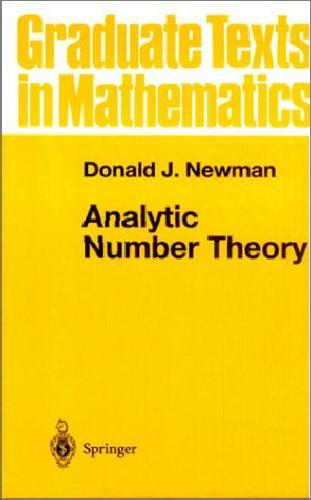 Graduate Texts
in Mathematics
Donald J. Newman
Analytic
Number Theory
Springer